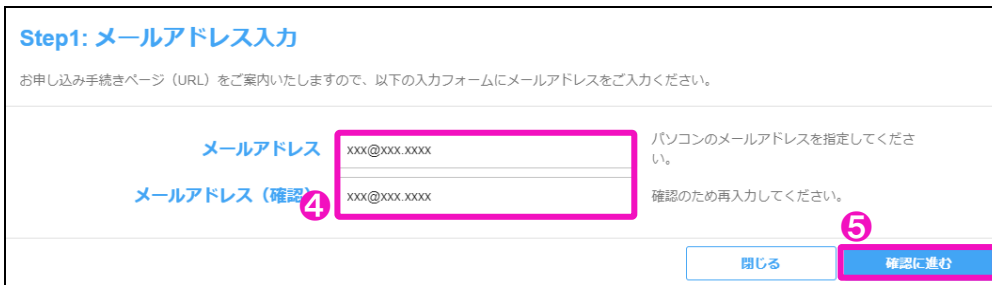 Step1: メールアドレス入力
お申し込み手続きページ（URL）をご案内いたしますので、以下の入力フォームにメールアドレスをご入力ください。
メールアドレス
xxx@xxx.xxxx
パソコンのメールアドレスを指定してくださ
い。
メールアドレス（確認）
❹
xxx@xxx.xxxx
確認のため再入力してください。
❺
閉じる
確認に進む